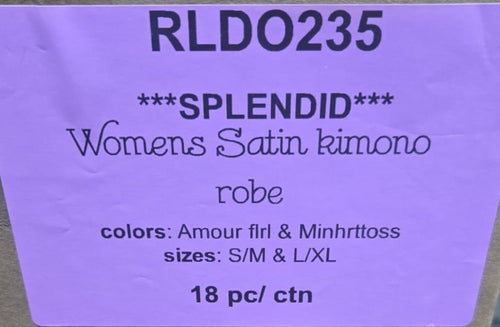 RLDO235
***SPLENDID***
Womens Satin kimono
robe
colors: Amour flrl & Minhrttoss
sizes: S/M & L/XL
18 pc/ ctn